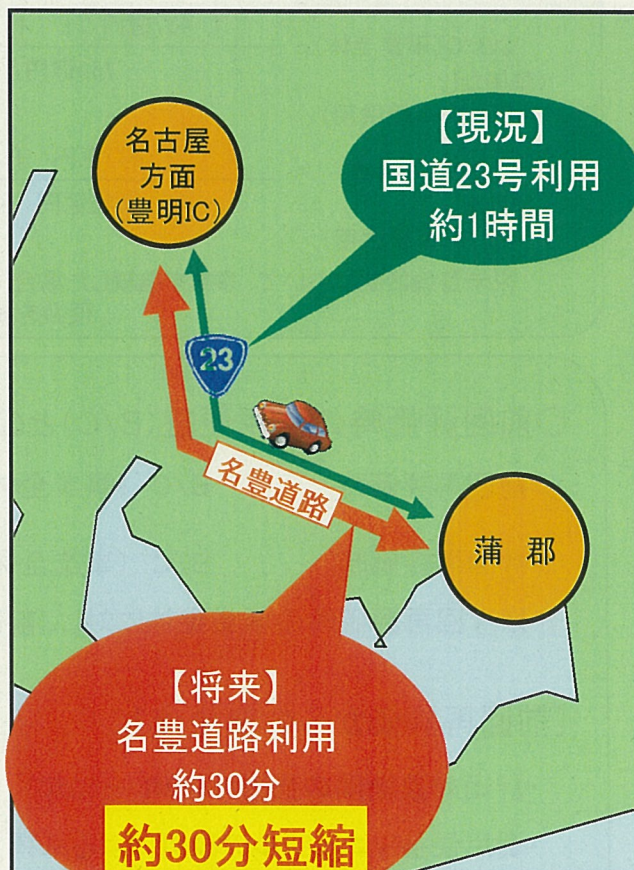 名古屋
方面
(豊明IC)
【現況】
国道23号利用
約1時間
23
名豊道路
蒲 郡
【将来】
名豊道路利用
約30分
約30分短縮